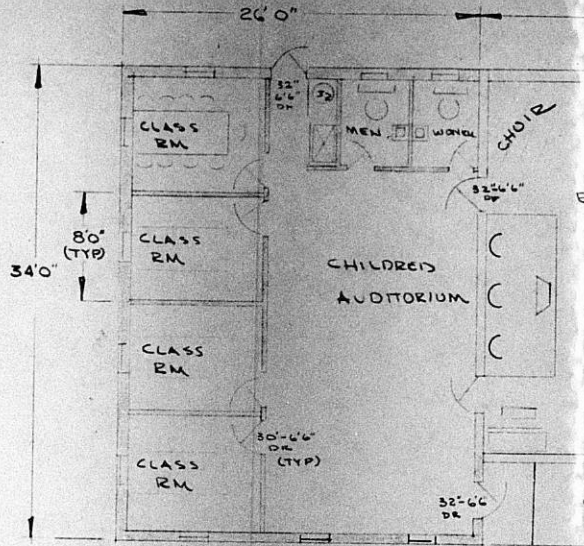 26'0"
32"
6'6"
DR
32
CLASS
RM
MEN
WOMEN
CHOIR
32"-6'6"
DR
8'0"
(TYP)
CLASS
RM
34'0"
CHILDREN
AUDITORIUM
CLASS
RM
30"-6'6"
DR
(TYP)
CLASS
RM
32"-6'6
DR